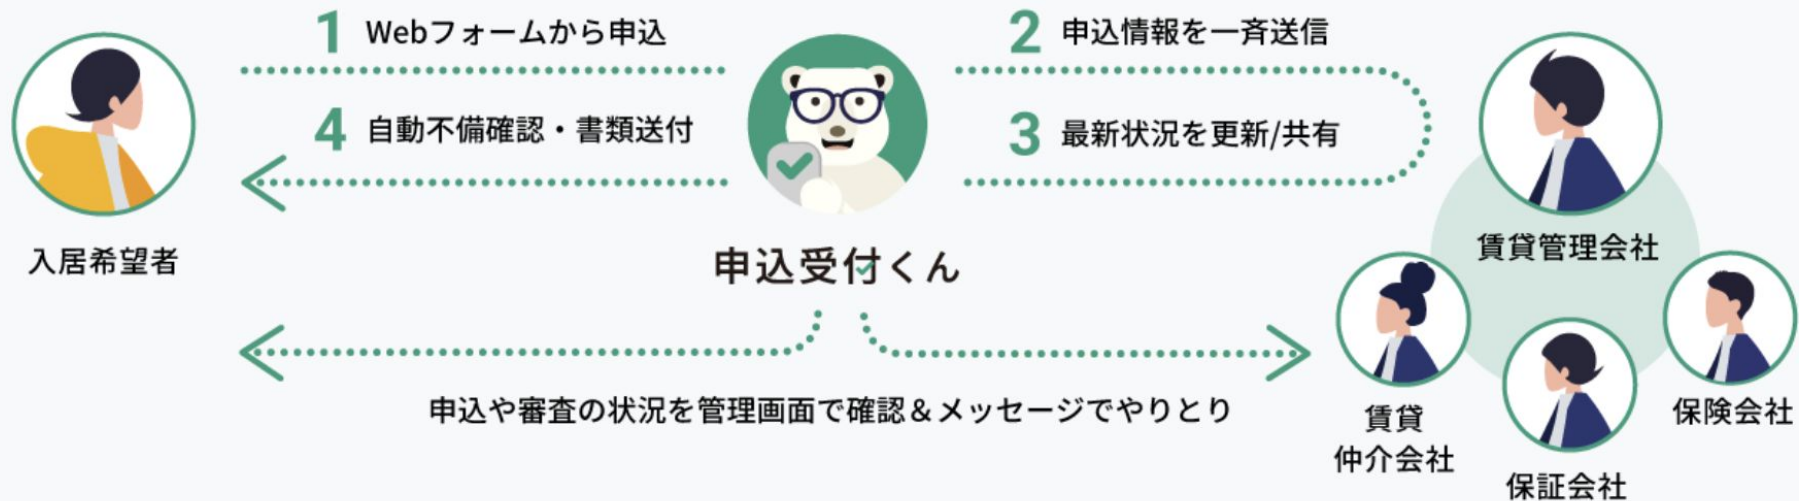 1 Webフォームから申込
2 申込情報を一斉送信
4 自動不備確認・書類送付
3 最新状況を更新/共有
入居希望者
申込受付くん
賃貸管理会社
申込や審査の状況を管理画面で確認＆メッセージでやりとり
賃貸
仲介会社
保証会社
保険会社